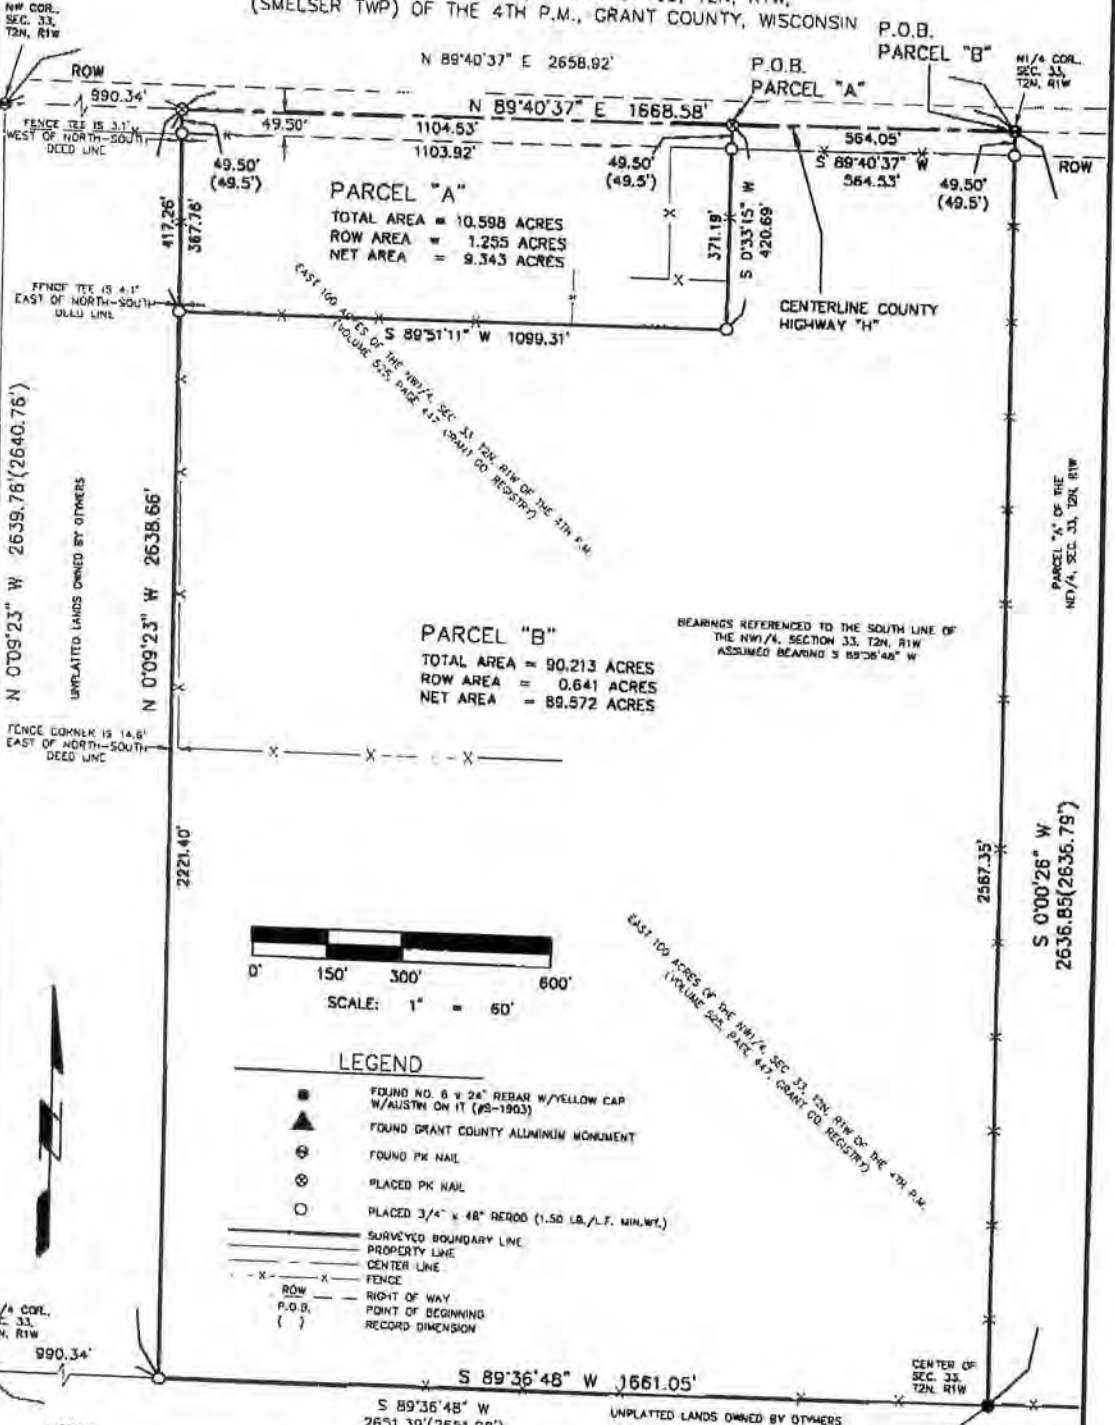 (SMELSER TWP) OF THE 4TH P.M., GRANT COUNTY, WISCONSIN
NW COR.,
SEC. 33,
T2N, R1W
P.O.B.
PARCEL "B"
N1/4 COR.,
SEC. 33,
T2N, R1W
N 89°40'37" E 2658.92'
P.O.B.
PARCEL "A"
ROW
990.34'
N 89°40'37" E 1668.58'
FENCE TEE IS 3.1'
WEST OF NORTH-SOUTH
DEED LINE
49.50'
1104.53'
1103.92'
564.05'
S 89°40'37" W
564.53'
ROW
49.50'
(49.5')
49.50'
(49.5')
49.50'
(49.5')
PARCEL "A"
TOTAL AREA = 10.598 ACRES
ROW AREA = 1.255 ACRES
NET AREA = 9.343 ACRES
417.26'
367.76'
371.19'
S 0°33'15" W
420.69'
FENCE TEE IS 4.1'
EAST OF NORTH-SOUTH
DEED LINE
CENTERLINE COUNTY
HIGHWAY "H"
S 89°51'11" W 1099.31'
EAST 100 ACRES OF THE NW1/4, SEC 33, T2N, R1W OF THE 4TH P.M.
(VOLUME 525, PAGE 447, GRANT CO. REGISTRY)
N 0°09'23" W 2639.76'(2640.76')
UNPLATTED LANDS OWNED BY OTHERS
N 0°09'23" W 2638.66'
PARCEL "A" OF THE
NE1/4, SEC. 33, T2N, R1W
PARCEL "B"
TOTAL AREA = 90.213 ACRES
ROW AREA = 0.641 ACRES
NET AREA = 89.572 ACRES
BEARINGS REFERENCED TO THE SOUTH LINE OF
THE NW1/4, SECTION 33, T2N, R1W
ASSUMED BEARING S 89°36'48" W
FENCE CORNER IS 14.6'
EAST OF NORTH-SOUTH
DEED LINE
2221.40'
2587.35'
S 0°00'26" W
2636.85(2636.79')
0' 150' 300' 600'
SCALE: 1" = 60'
EAST 100 ACRES OF THE NW1/4, SEC 33, T2N, R1W OF THE 4TH P.M.
(VOLUME 525, PAGE 447, GRANT CO. REGISTRY)
LEGEND
FOUND NO. 6 x 24" REBAR W/YELLOW CAP
W/AUSTIN ON IT (#S-1903)
FOUND GRANT COUNTY ALUMINUM MONUMENT
FOUND PK NAIL
PLACED PK NAIL
PLACED 3/4" x 48" REROD (1.50 LB./L.F. MIN.WT.)
SURVEYED BOUNDARY LINE
PROPERTY LINE
CENTER LINE
FENCE
ROW RIGHT OF WAY
P.O.B. POINT OF BEGINNING
( ) RECORD DIMENSION
N
COR.,
33,
R1W
990.34'
S 89°36'48" W 1661.05'
CENTER OF
SEC. 33,
T2N, R1W
S 89°36'48" W
UNPLATTED LANDS OWNED BY OTHERS